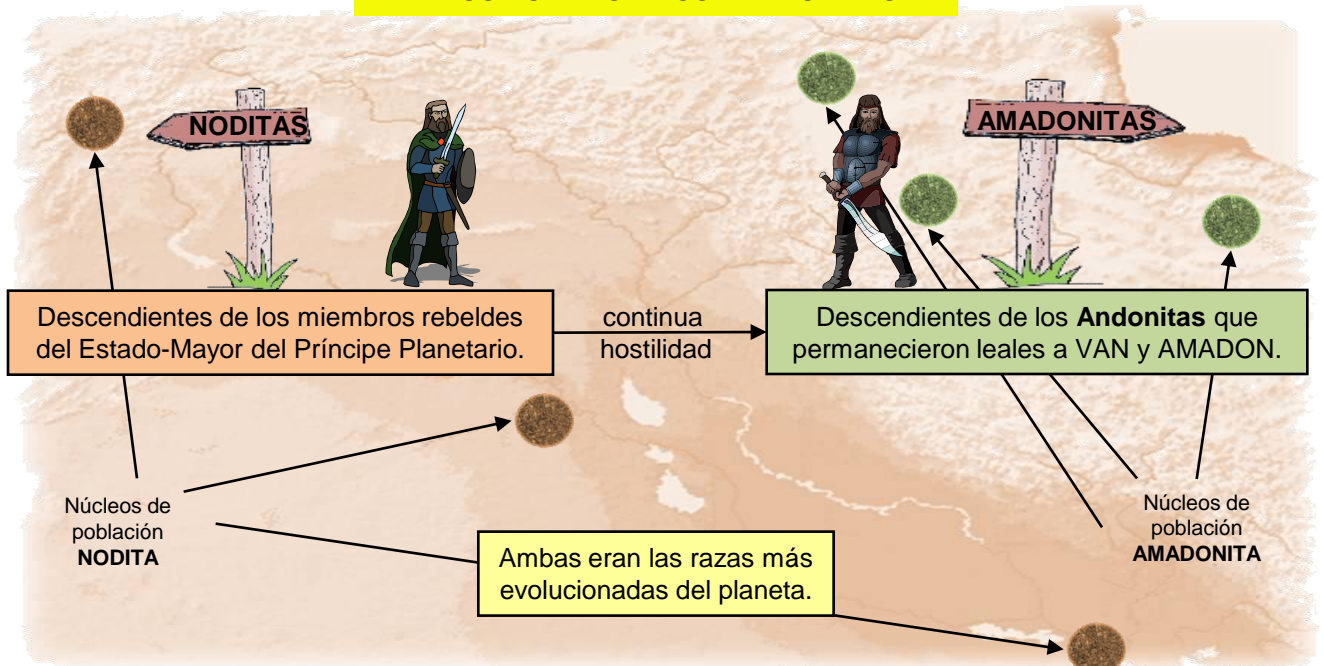 NODITAS
AMADONITAS
Descendientes de los miembros rebeldes
del Estado-Mayor del Príncipe Planetario.
continua
hostilidad
Descendientes de los Andonitas que
permanecieron leales a VAN y AMADON.
Núcleos de
población
NODITA
Ambas eran las razas más
evolucionadas del planeta.
Núcleos de
población
AMADONITA